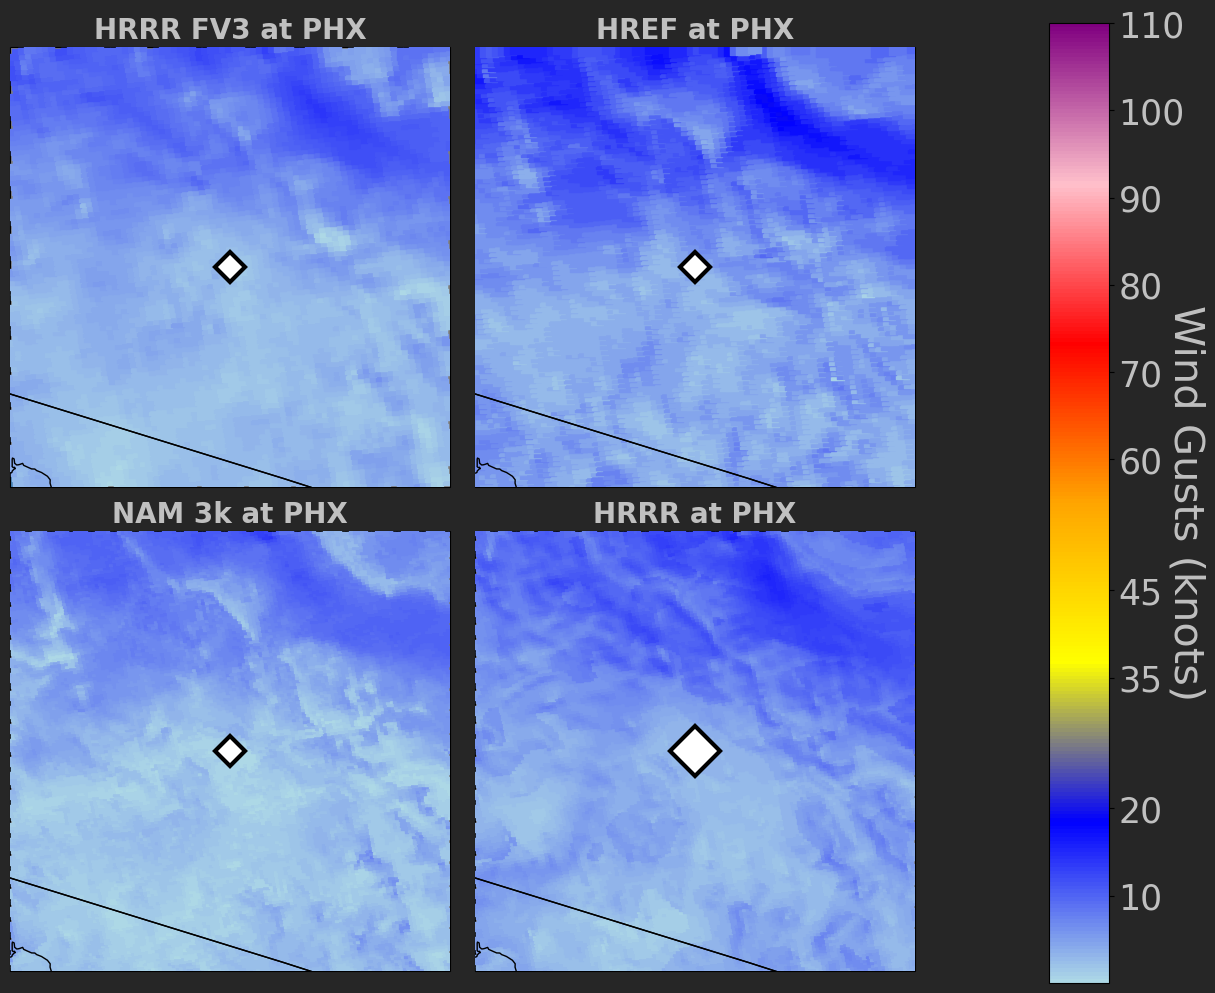 HRRR FV3 at PHX
HREF at PHX
NAM 3k at PHX
HRRR at PHX
110
100
90
80
70
60
45
35
20
10
Wind Gusts (knots)